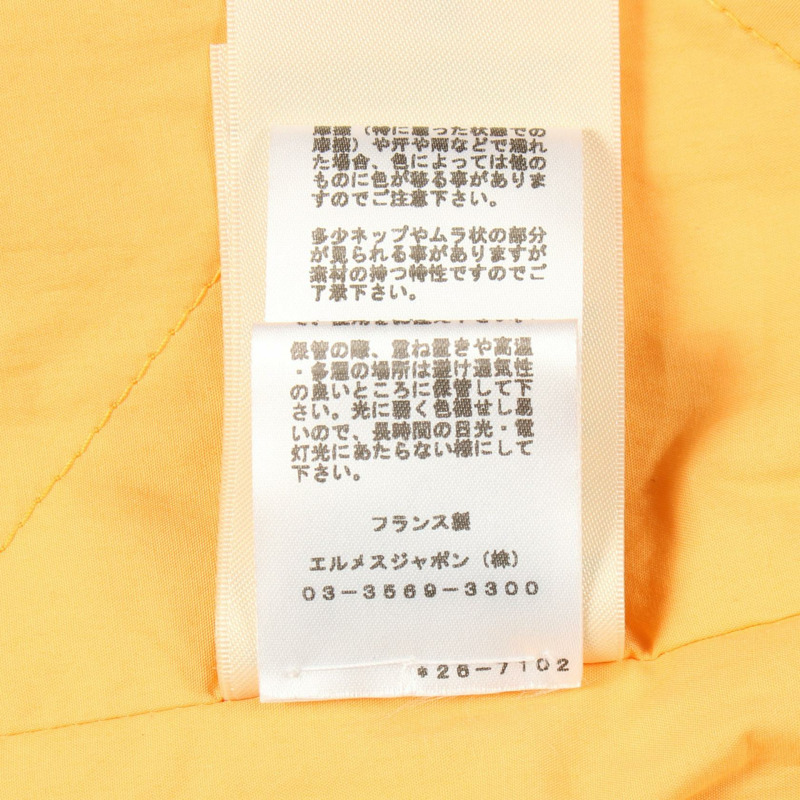 摩擦（特に湿った状態での
摩擦）や汗や雨などで濡れ
た場合、色によっては他の
ものに色が移る事がありま
すのでご注意下さい。
多少ネップやムラ状の部分
が見られる事がありますが
素材の持つ特性ですのでご
了承下さい。
保管の際、重ね置きや高温
・多湿の場所は避け通気性
の良いところに保管して下
さい。光に弱く色褪せし易
いので、長時間の日光・電
灯光にあたらない様にして
下さい。
フランス製
エルメスジャポン（株）
03-3569-3300
*26-7102